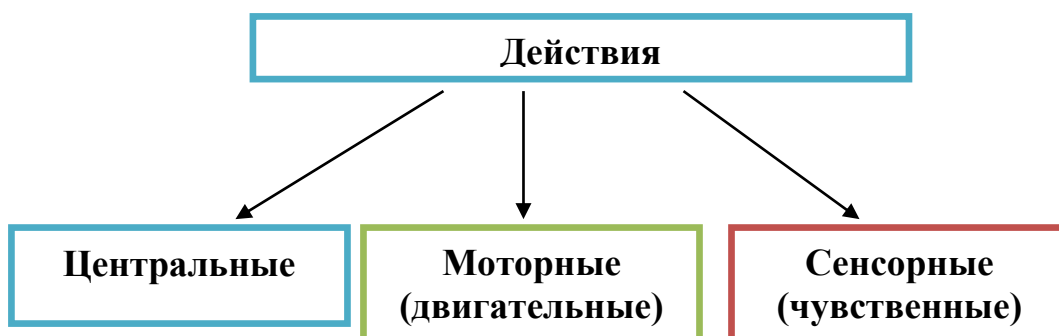 Действия
Центральные
Моторные
(двигательные)
Сенсорные
(чувственные)